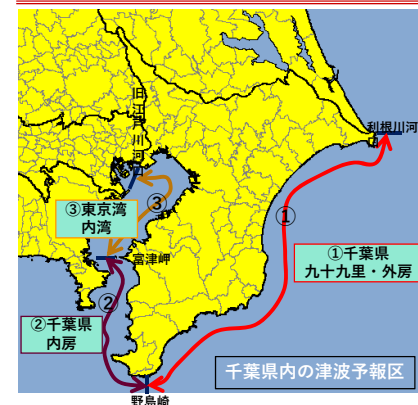 旧江戸川河口
利根川河
③東京湾
内湾
③
①
富津岬
①千葉県
九十九里・外房
②
②千葉県
内房
千葉県内の津波予報区
野島崎